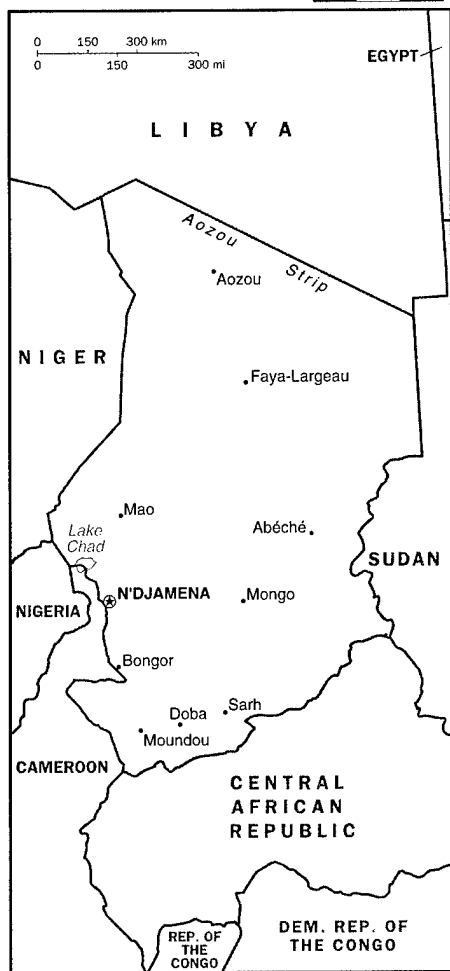 0 150 300 km
0 150 300 mi
EGYPT
LIBYA
Aozou
Strip
Aozou
NIGER
Faya-Largeau
Mao
Lake
Chad
Abéché
SUDAN
N'DJAMENA
Mongo
NIGERIA
Bongor
Sarh
Doba
Moundou
CAMEROON
CENTRAL
AFRICAN
REPUBLIC
REP. OF
THE CONGO
DEM. REP. OF
THE CONGO